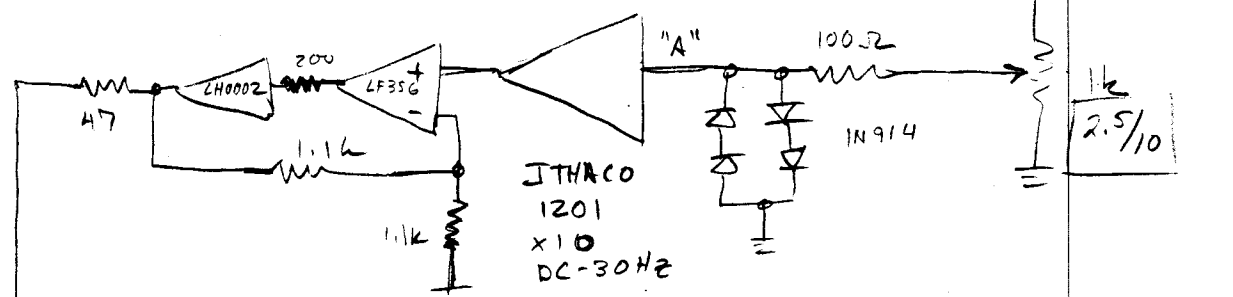 "A"
100Ω
200
LH0002
LF356
+
-
47
1.1k
1.1k
ITHACO
1201
x10
DC-30HZ
1N914
1k
2.5/10